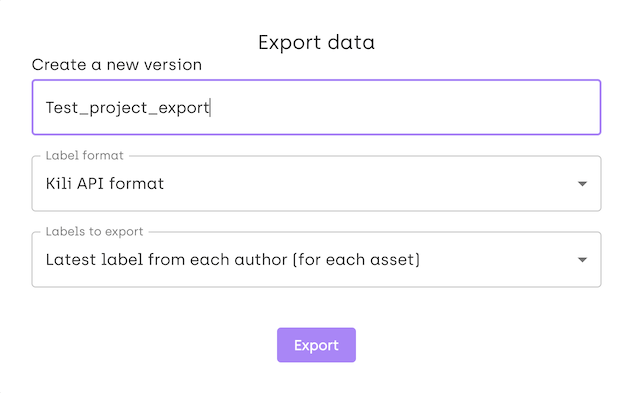 Export data
Create a new version
Test_project_export
Label format
Kili API format
Labels to export
Latest label from each author (for each asset)
Export